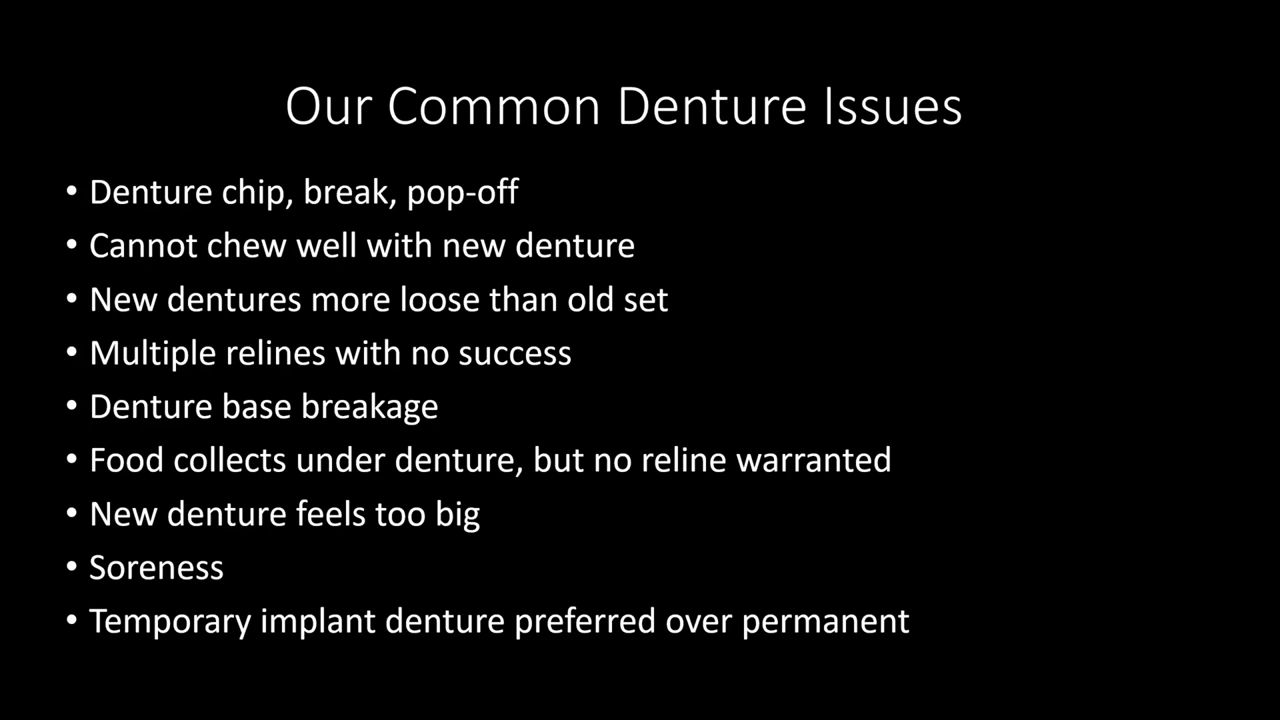 Our Common Denture Issues
• Denture chip, break, pop-off
• Cannot chew well with new denture
• New dentures more loose than old set
• Multiple relines with no success
• Denture base breakage
• Food collects under denture, but no reline warranted
• New denture feels too big
• Soreness
• Temporary implant denture preferred over permanent